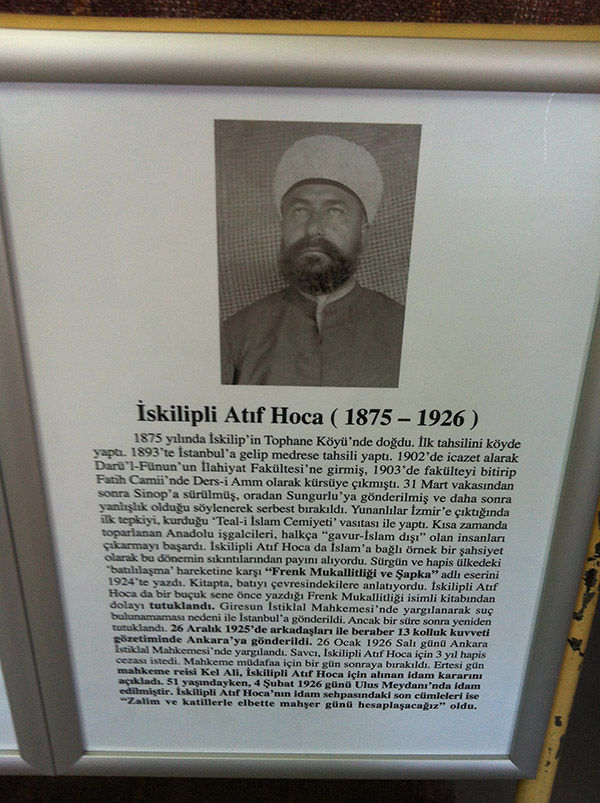 İskilipli Atıf Hoca ( 1875 – 1926 )
1875 yılında İskilip'in Tophane Köyü'nde doğdu. İlk tahsilini köyde
yaptı. 1893'te İstanbul'a gelip medrese tahsili yaptı. 1902'de icazet alarak
Darü'l-Fünun'un İlahiyat Fakültesi'ne girmiş, 1903'de fakülteyi bitirip
Fatih Camii'nde Ders-i Amm olarak kürsüye çıkmıştı. 31 Mart vakasından
sonra Sinop'a sürülmüş, oradan Sungurlu'ya gönderilmiş ve daha sonra
yanlışlık olduğu söylenerek serbest bırakıldı. Yunanlılar İzmir'e çıktığında
ilk tepkiyi, kurduğu 'Teal-i İslam Cemiyeti' vasıtası ile yaptı. Kısa zamanda
toparlanan Anadolu işgalcileri, halkça "gavur-İslam dışı" olan insanları
çıkarmayı başardı. İskilipli Atıf Hoca da İslam'a bağlı örnek bir şahsiyet
olarak bu dönemin sıkıntılarından payını alıyordu. Sürgün ve hapis ülkedeki
'batılılaşma' hareketine karşı "Frenk Mukallitliği ve Şapka" adlı eserini
1924'te yazdı. Kitapta, batıyı çevresindekilere anlatıyordu. İskilipli Atıf
Hoca da bir buçuk sene önce yazdığı Frenk Mukallitliği isimli kitabından
dolayı tutuklandı. Giresun İstiklal Mahkemesi'nde yargılanarak suç
bulunamaması nedeni ile İstanbul'a gönderildi. Ancak bir süre sonra yeniden
tutuklandı. 26 Aralık 1925'de arkadaşları ile beraber 13 kolluk kuvveti
gözetiminde Ankara'ya gönderildi. 26 Ocak 1926 Salı günü Ankara
İstiklal Mahkemesi'nde yargılandı. Savcı, İskilipli Atıf Hoca için 3 yıl hapis
cezası istedi. Mahkeme müdafaa için bir gün sonraya bırakıldı. Ertesi gün
mahkeme reisi Kel Ali, İskilipli Atıf Hoca için alınan idam kararını
açıkladı. 51 yaşındayken, 4 Şubat 1926 günü Ulus Meydanı'nda idam
edilmiştir. İskilipli Atıf Hoca'nın idam sehpasındaki son cümleleri ise
"Zalim ve katillerle elbette mahşer günü hesaplaşacağız" oldu.